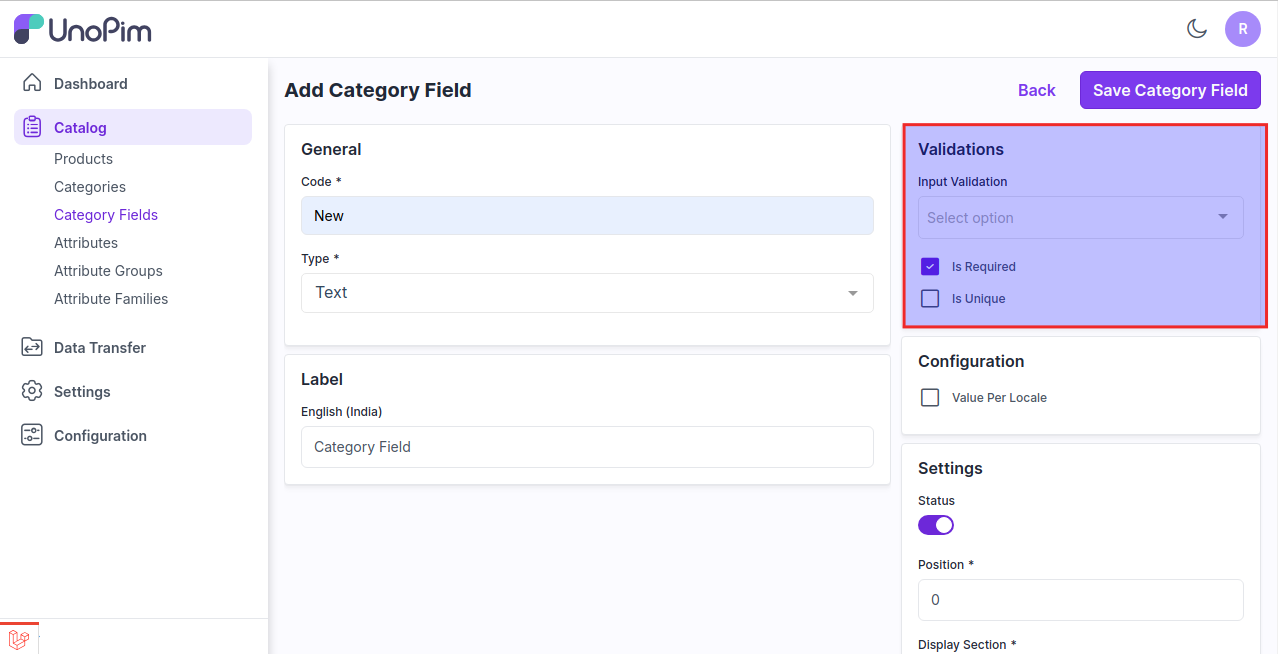 UnoPim
R
Dashboard
Catalog
Products
Categories
Category Fields
Attributes
Attribute Groups
Attribute Families
Data Transfer
Settings
Configuration
Add Category Field
Back
Save Category Field
General
Code *
New
Type *
Text
Label
English (India)
Category Field
Validations
Input Validation
Select option
Is Required
Is Unique
Configuration
Value Per Locale
Settings
Status
Position *
0
Display Section *